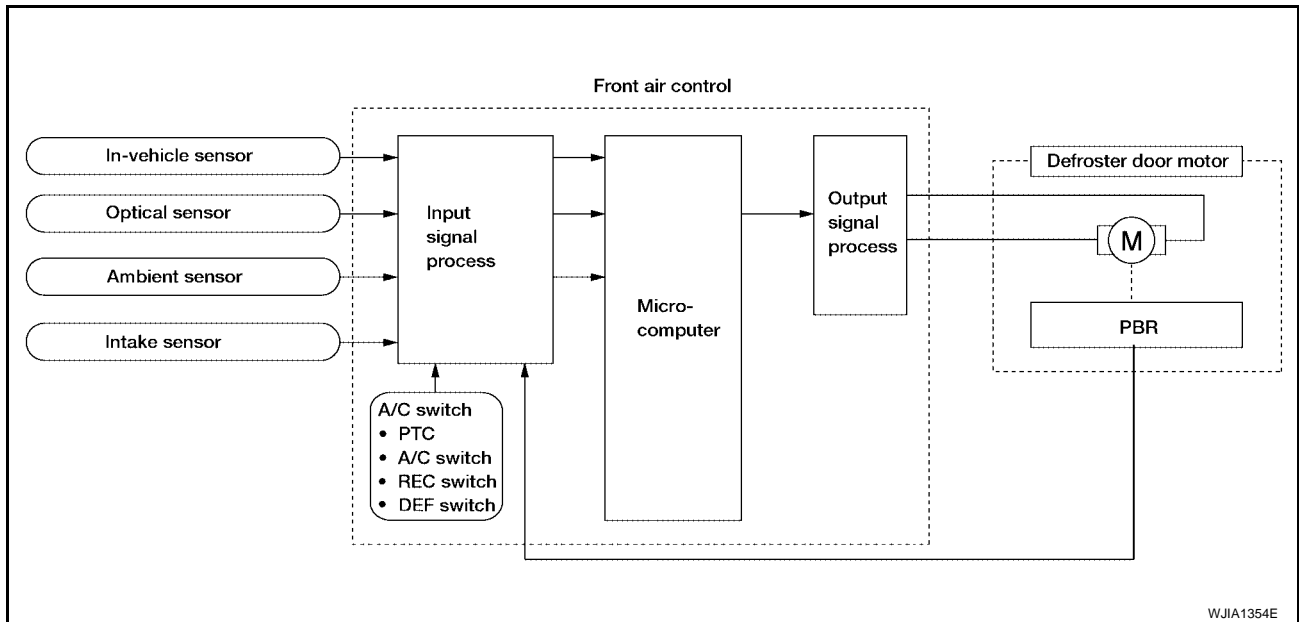 Front air control
In-vehicle sensor
Optical sensor
Ambient sensor
Intake sensor
Input
signal
process
A/C switch
• PTC
• A/C switch
• REC switch
• DEF switch
Micro-
computer
Output
signal
process
Defroster door motor
M
PBR
WJIA1354E